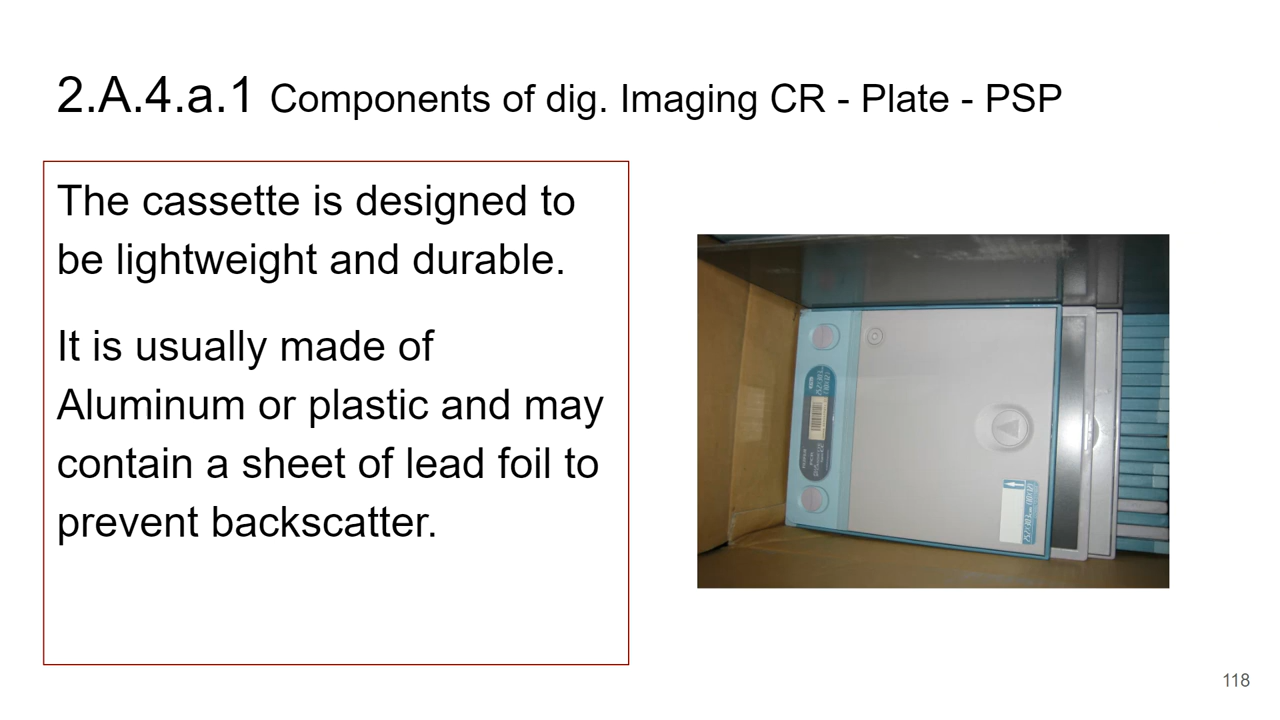 2.A.4.a.1 Components of dig. Imaging CR - Plate - PSP
The cassette is designed to
be lightweight and durable.
It is usually made of
Aluminum or plastic and may
contain a sheet of lead foil to
prevent backscatter.
118